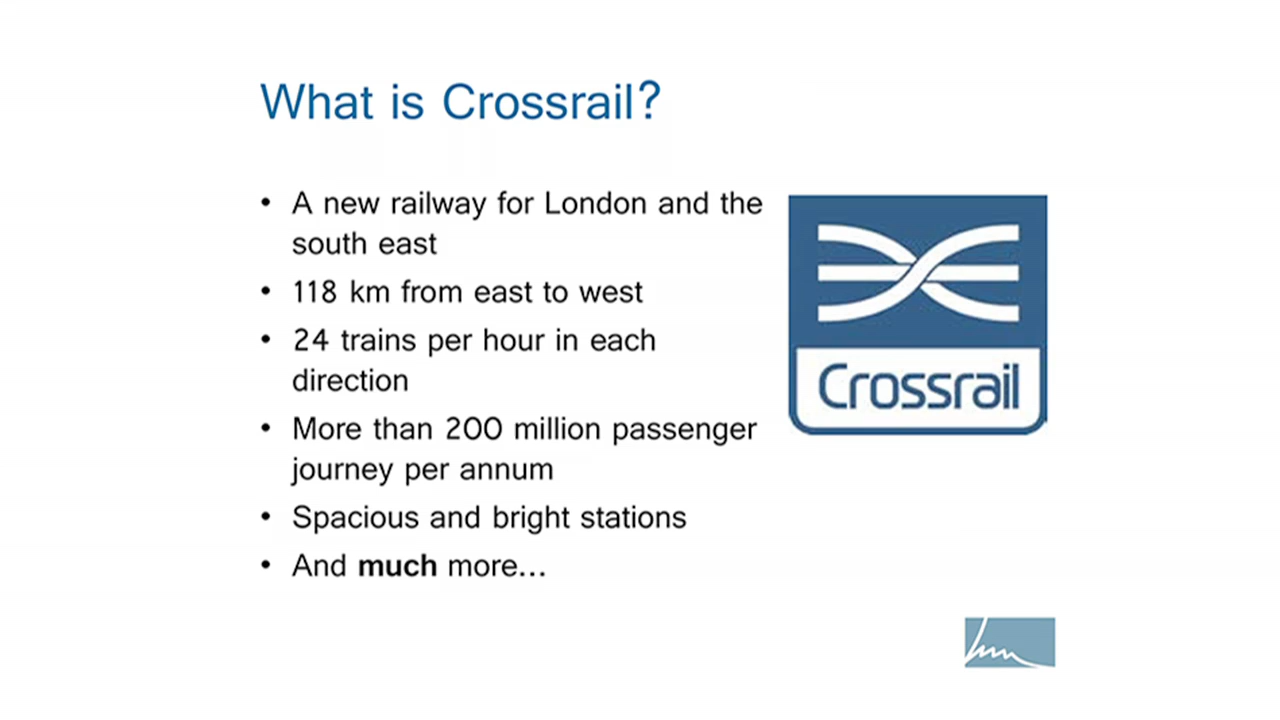 What is Crossrail?
• A new railway for London and the
south east
• 118 km from east to west
• 24 trains per hour in each
direction
• More than 200 million passenger
journey per annum
• Spacious and bright stations
• And much more...
Crossrail